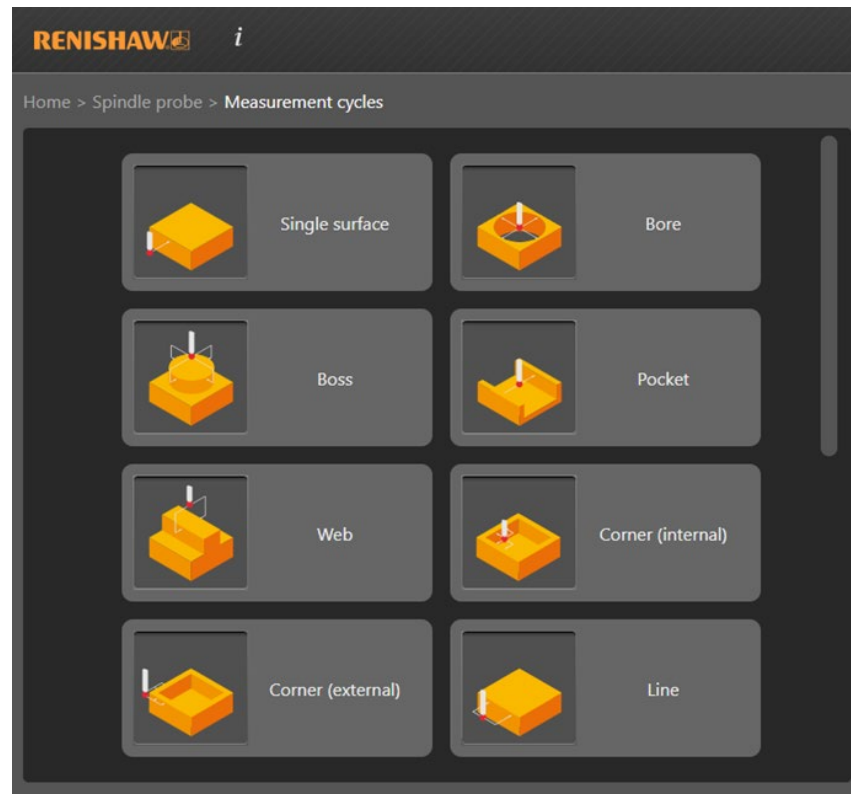 RENISHAW i
Home > Spindle probe > Measurement cycles
Single surface
Bore
Boss
Pocket
Web
Corner (internal)
Corner (external)
Line